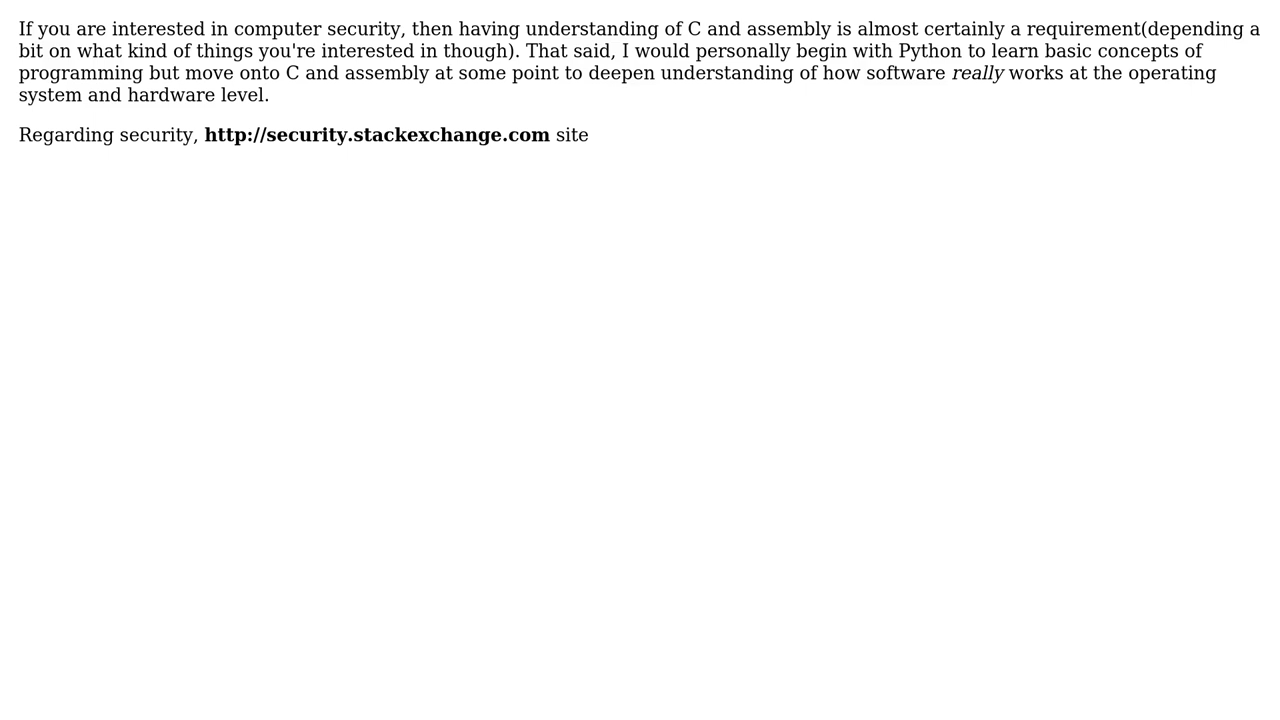 If you are interested in computer security, then having understanding of C and assembly is almost certainly a requirement(depending a
bit on what kind of things you're interested in though). That said, I would personally begin with Python to learn basic concepts of
programming but move onto C and assembly at some point to deepen understanding of how software really works at the operating
system and hardware level.
Regarding security, http://security.stackexchange.com site